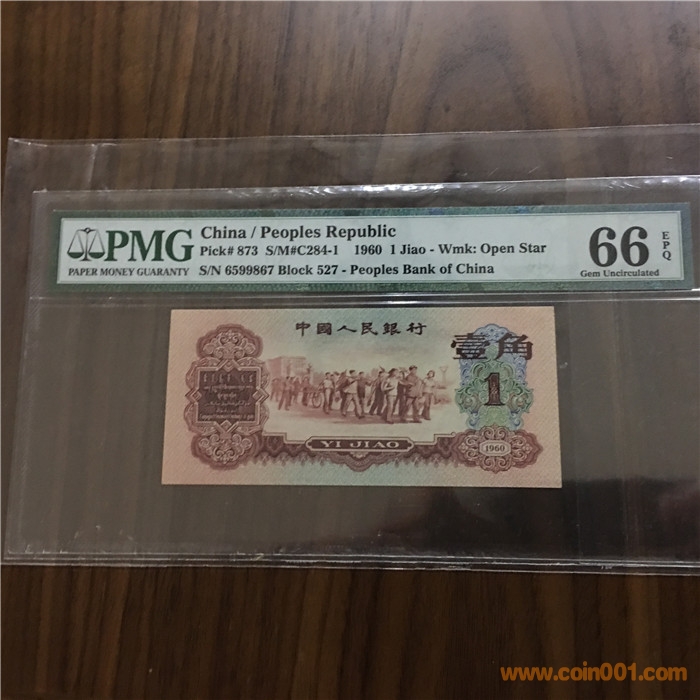 PMG
PAPER MONEY GUARANTY
China / Peoples Republic
Pick# 873 S/M#C284-1 1960 1 Jiao - Wmk: Open Star
S/N 6599867 Block 527 - Peoples Bank of China
66
EPQ
Gem Uncirculated
中國人民銀行
壹角
1
YI JIAO
1960
www.coin001.com